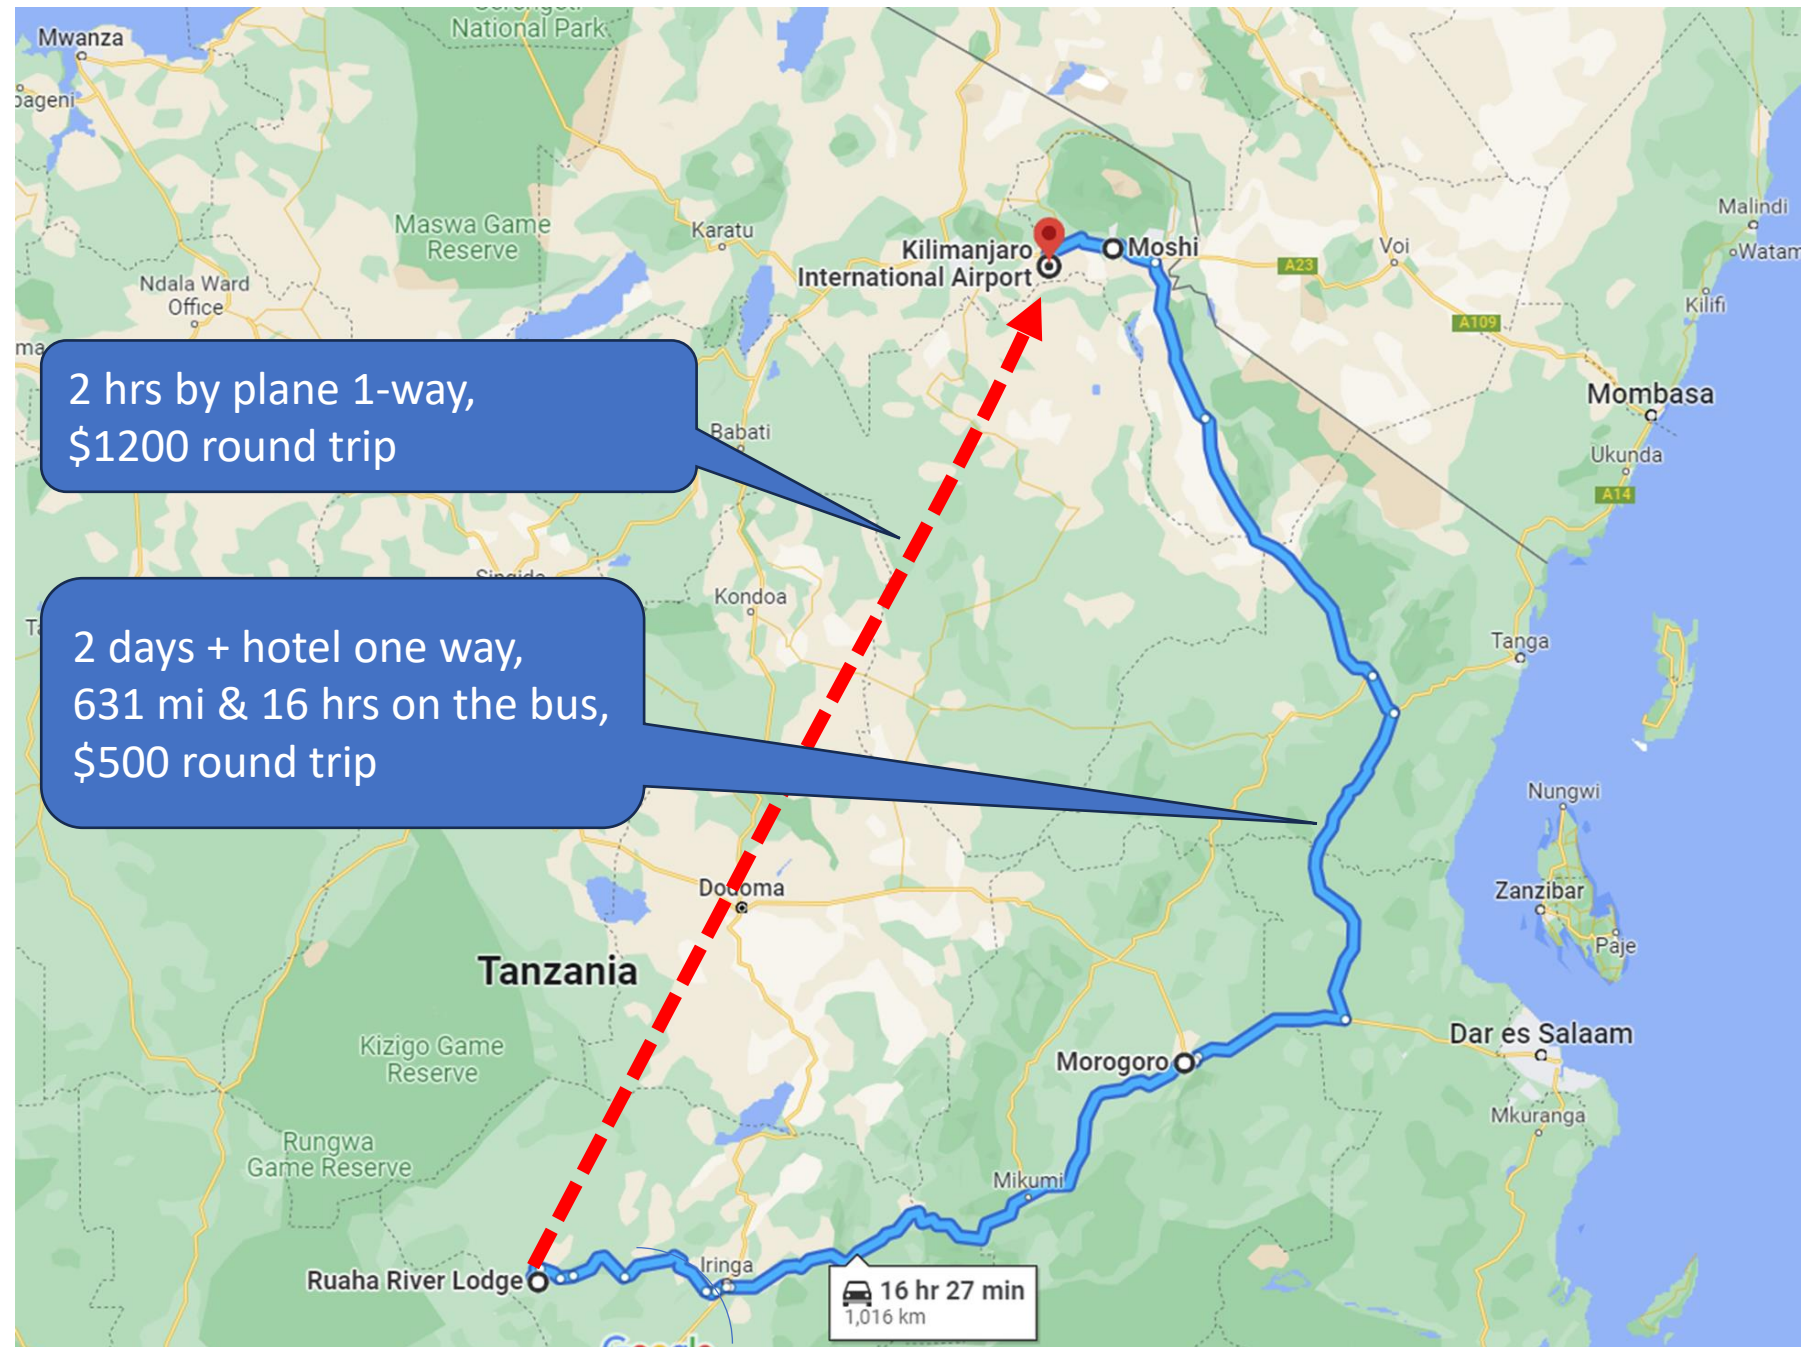 National Park
Mwanza
Maswa Game
Reserve
Karatu
Ndala Ward
Office
Kilimanjaro
International Airport
Moshi
A23
Voi
Malindi
Watam
Kilifi
A109
Mombasa
Ukunda
A14
2 hrs by plane 1-way,
$1200 round trip
Babati
Kondoa
2 days + hotel one way,
631 mi & 16 hrs on the bus,
$500 round trip
Tanga
Nungwi
Zanzibar
Paje
Dodoma
Tanzania
Dar es Salaam
Kizigo Game
Reserve
Morogoro
Mkuranga
Rungwa
Game Reserve
Mikumi
Ruaha River Lodge
Iringa
16 hr 27 min
1,016 km